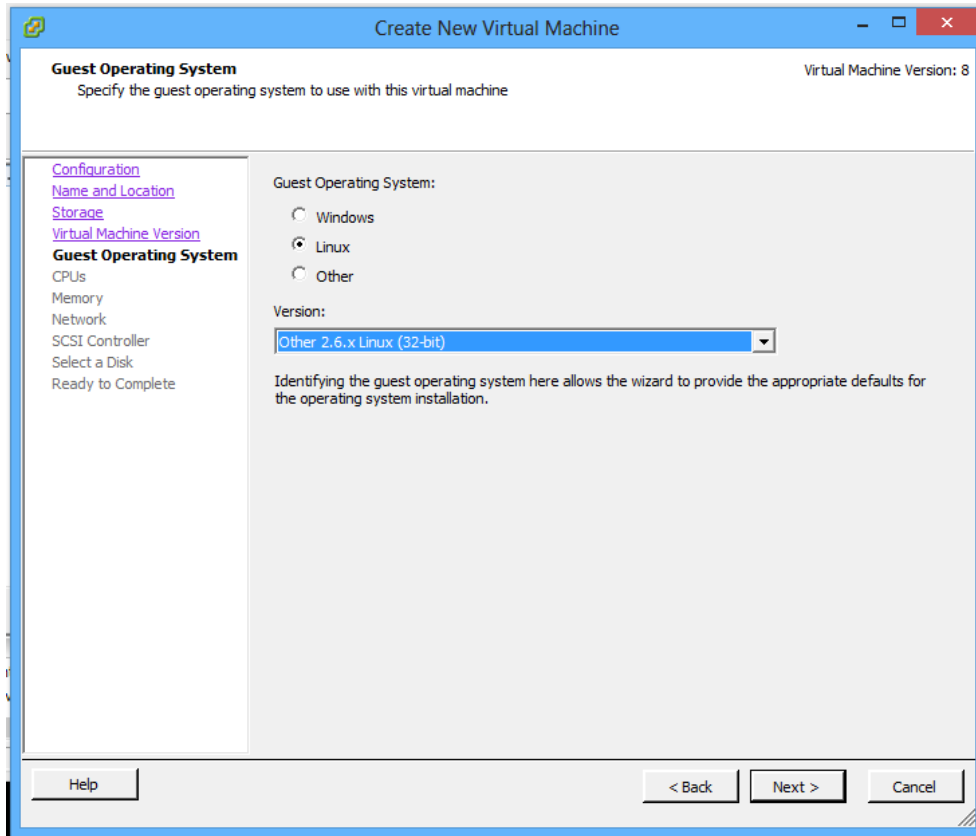 Create New Virtual Machine
Guest Operating System
Virtual Machine Version: 8
Specify the guest operating system to use with this virtual machine
Configuration
Name and Location
Storage
Virtual Machine Version
Guest Operating System
CPUs
Memory
Network
SCSI Controller
Select a Disk
Ready to Complete
Guest Operating System:
Windows
Linux
Other
Version:
Other 2.6.x Linux (32-bit)
Identifying the guest operating system here allows the wizard to provide the appropriate defaults for
the operating system installation.
Help
< Back
Next >
Cancel